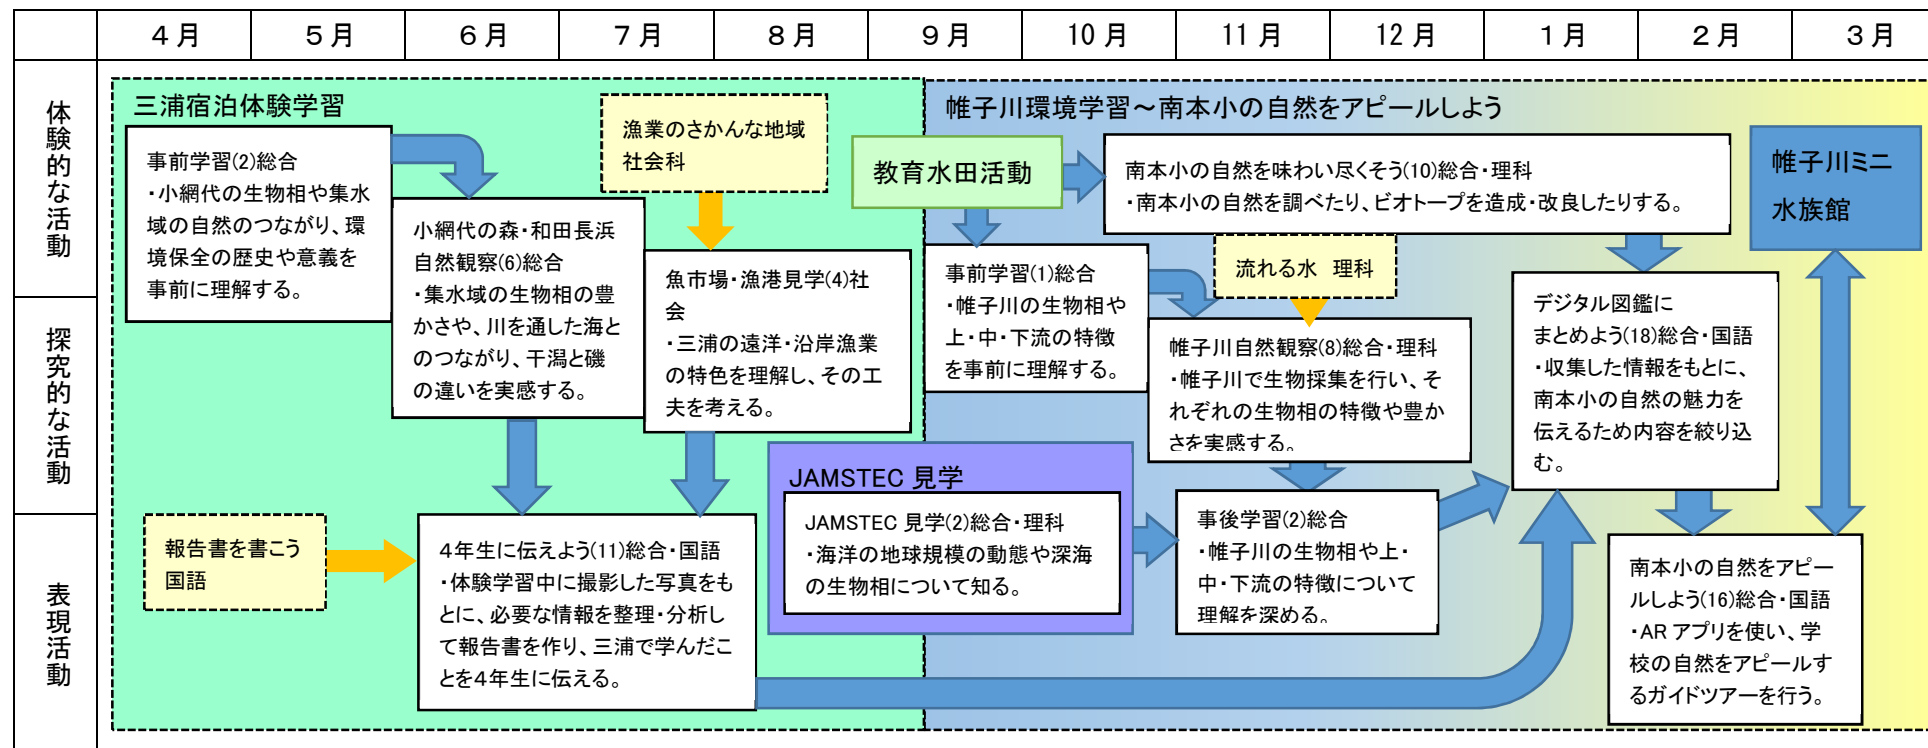 4月
5月
6月
7月
8月
9月
10月
11月
12月
1月
2月
3月
体験的な活動
探究的な活動
表現活動
三浦宿泊体験学習
事前学習(2)総合
・小網代の生物相や集水
域の自然のつながり、環
境保全の歴史や意義を
事前に理解する。
小網代の森・和田長浜
自然観察(6)総合
・集水域の生物相の豊
かさや、川を通した海と
のつながり、干潟と磯
の違いを実感する。
漁業のさかんな地域
社会科
魚市場・漁港見学(4)社
会
・三浦の遠洋・沿岸漁業
の特色を理解し、その工
夫を考える。
報告書を書こう
国語
4年生に伝えよう(11)総合・国語
・体験学習中に撮影した写真をも
とに、必要な情報を整理・分析し
て報告書を作り、三浦で学んだこ
とを4年生に伝える。
JAMSTEC 見学
JAMSTEC 見学(2)総合・理科
・海洋の地球規模の動態や深海
の生物相について知る。
帷子川環境学習～南本小の自然をアピールしよう
教育水田活動
南本小の自然を味わい尽くそう(10)総合・理科
・南本小の自然を調べたり、ビオトープを造成・改良したりする。
事前学習(1)総合
・帷子川の生物相や
上・中・下流の特徴
を事前に理解する。
流れる水　理科
帷子川自然観察(8)総合・理科
・帷子川で生物採集を行い、そ
れぞれの生物相の特徴や豊か
さを実感する。
事後学習(2)総合
・帷子川の生物相や上・
中・下流の特徴について
理解を深める。
デジタル図鑑に
まとめよう(18)総合・国語
・収集した情報をもとに、
南本小の自然の魅力を
伝えるため内容を絞り込
む。
帷子川ミニ
水族館
南本小の自然をアピー
ルしよう(16)総合・国語
・AR アプリを使い、学
校の自然をアピールす
るガイドツアーを行う。